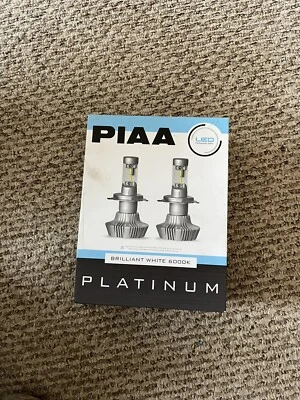 PIAA
LED
BRILLIANT WHITE 6000K
PLATINUM